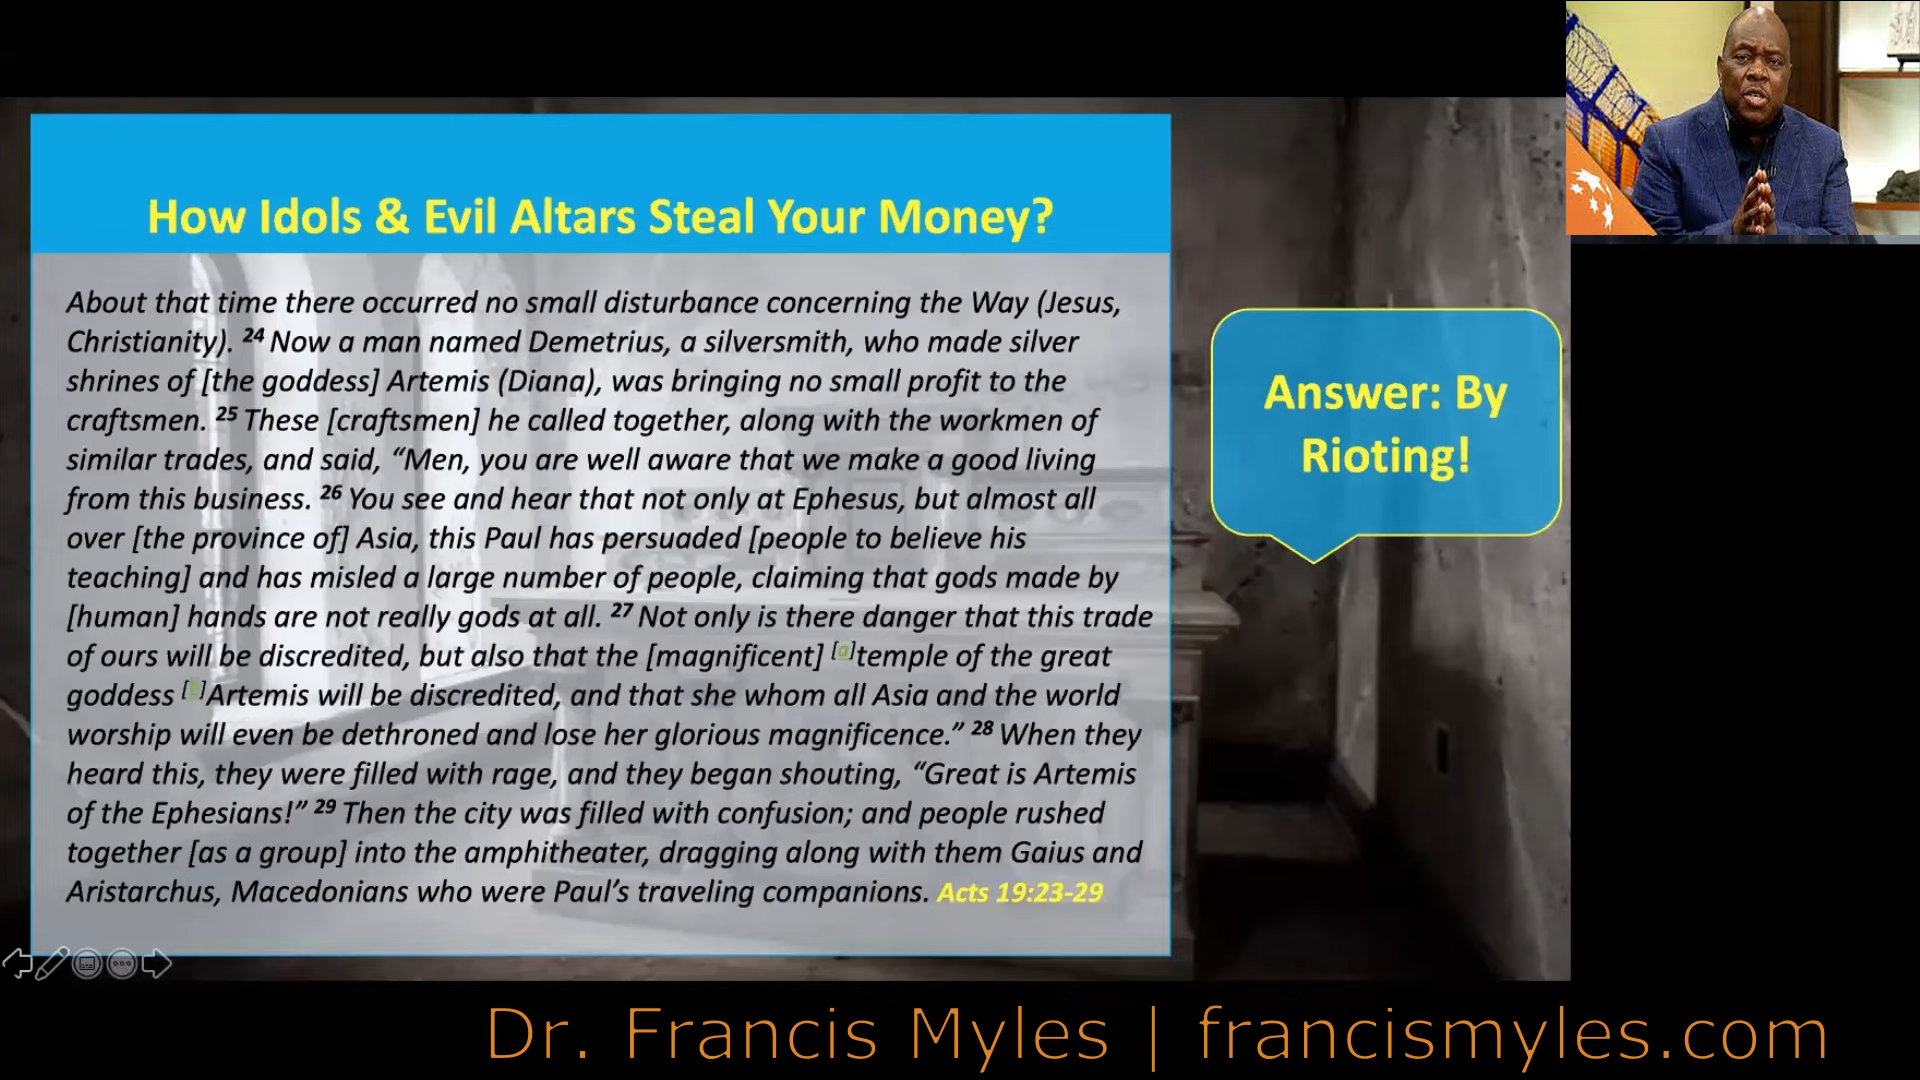 How Idols & Evil Altars Steal Your Money?
About that time there occurred no small disturbance concerning the Way (Jesus,
Christianity). 24 Now a man named Demetrius, a silversmith, who made silver
shrines of [the goddess] Artemis (Diana), was bringing no small profit to the
craftsmen. 25 These [craftsmen] he called together, along with the workmen of
similar trades, and said, “Men, you are well aware that we make a good living
from this business. 26 You see and hear that not only at Ephesus, but almost all
over [the province of] Asia, this Paul has persuaded [people to believe his
teaching] and has misled a large number of people, claiming that gods made by
[human] hands are not really gods at all. 27 Not only is there danger that this trade
of ours will be discredited, but also that the [magnificent] [a]temple of the great
goddess []Artemis will be discredited, and that she whom all Asia and the world
worship will even be dethroned and lose her glorious magnificence.” 28 When they
heard this, they were filled with rage, and they began shouting, “Great is Artemis
of the Ephesians!” 29 Then the city was filled with confusion; and people rushed
together [as a group] into the amphitheater, dragging along with them Gaius and
Aristarchus, Macedonians who were Paul’s traveling companions. Acts 19:23-29
Answer: By
Rioting!
Dr. Francis Myles | francismyles.com